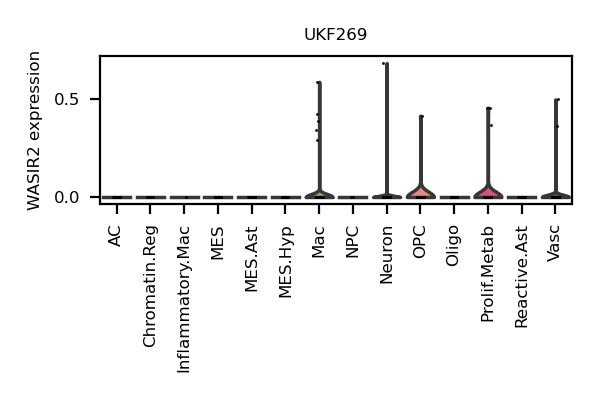 UKF269
WASIR2 expression
0.5
0.0
AC
Chromatin.Reg
Inflammatory.Mac
MES
MES.Ast
MES.Hyp
Mac
NPC
Neuron
OPC
Oligo
Prolif.Metab
Reactive.Ast
Vasc